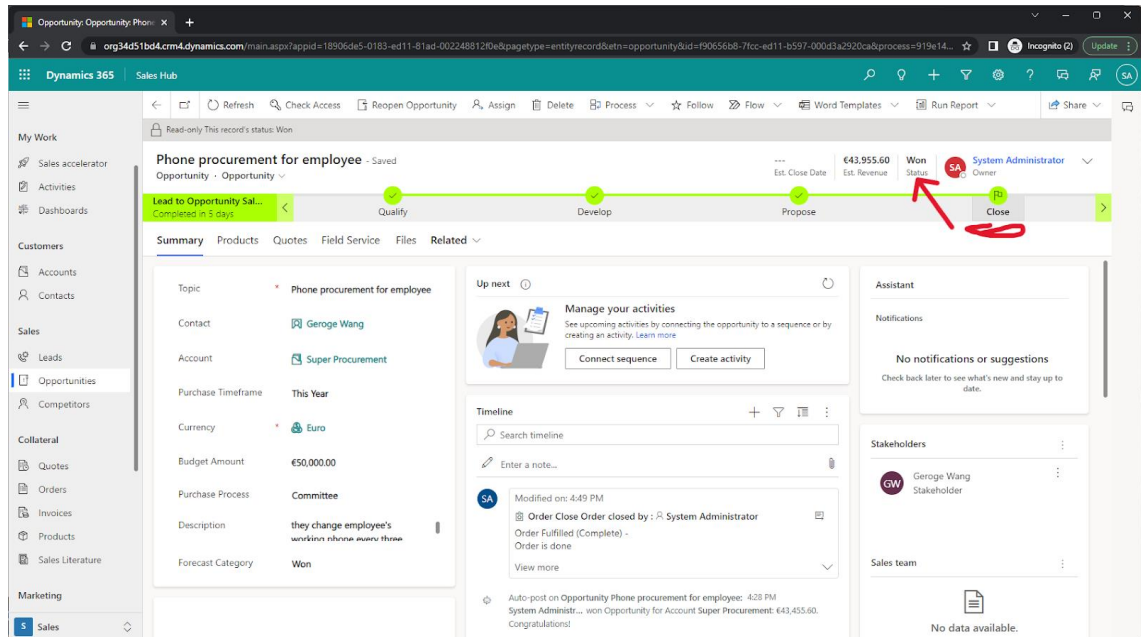 Opportunity: Opportunity: Phone
org34d51bd4.crm4.dynamics.com/main.aspx?appid=18906de5-0183-ed11-81ad-002248812f0e&pagetype=entityrecord&etn=opportunity&id=f90656b8-7fcc-ed11-b597-000d3a2920ca&process=919e14... Incognito (2) Update
Dynamics 365 Sales Hub SA
Refresh Check Access Reopen Opportunity Assign Delete Process Follow Flow Word Templates Run Report Share
Read-only This record's status: Won
My Work
Sales accelerator
Activities
Dashboards
Customers
Accounts
Contacts
Sales
Leads
Opportunities
Competitors
Collateral
Quotes
Orders
Invoices
Products
Sales Literature
Marketing
S Sales
Phone procurement for employee - Saved
Opportunity · Opportunity
--- €43,955.60 Won SA System Administrator
Est. Close Date Est. Revenue Status Owner
Lead to Opportunity Sal...
Completed in 5 days
Qualify Develop Propose Close
Summary Products Quotes Field Service Files Related
Topic * Phone procurement for employee
Contact Geroge Wang
Account Super Procurement
Purchase Timeframe This Year
Currency * Euro
Budget Amount €50,000.00
Purchase Process Committee
Description they change employee's
working phone every three
Forecast Category Won
Up next
Manage your activities
See upcoming activities by connecting the opportunity to a sequence or by
creating an activity. Learn more
Connect sequence Create activity
Timeline
Search timeline
Enter a note...
SA Modified on: 4:49 PM
Order Close Order closed by : System Administrator
Order Fulfilled (Complete) -
Order is done
View more
Auto-post on Opportunity Phone procurement for employee: 4:28 PM
System Administr... won Opportunity for Account Super Procurement: €43,455.60.
Congratulations!
Assistant
Notifications
No notifications or suggestions
Check back later to see what's new and stay up to
date.
Stakeholders
GW Geroge Wang
Stakeholder
Sales team
No data available.